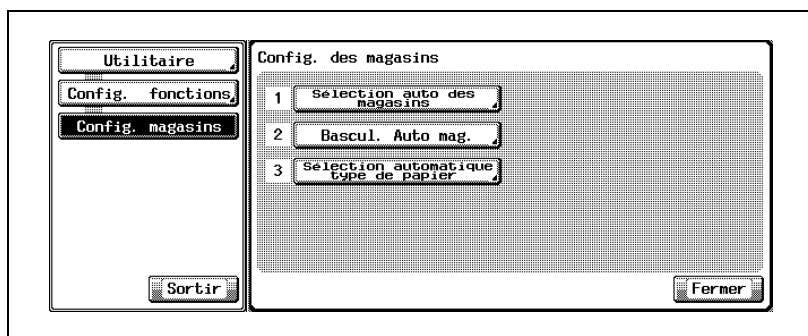 Utilitaire
Config. fonctions
Config. magasins
Sortir
Config. des magasins
1 Sélection auto des
magasins
2 Bascul. Auto mag.
3 Sélection automatique
type de papier
Fermer